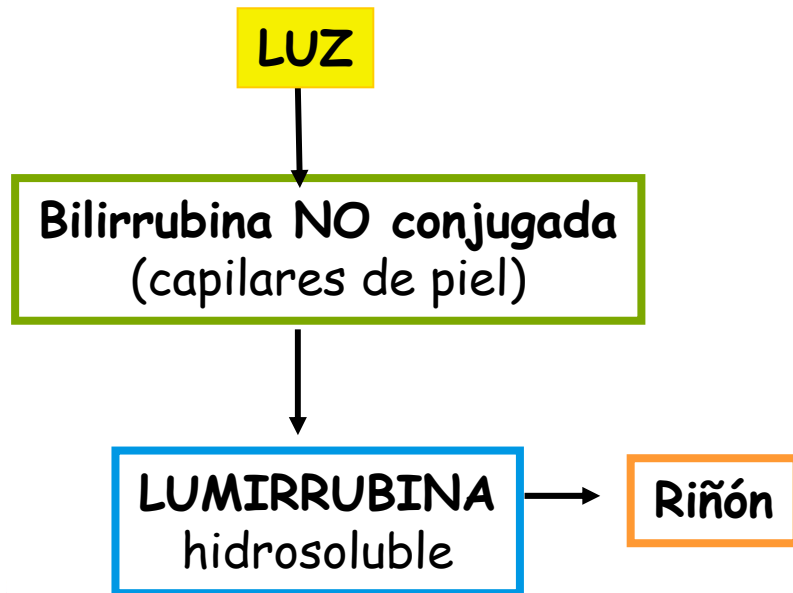 LUZ
Bilirrubina NO conjugada
(capilares de piel)
LUMIRRUBINA
hidrosoluble
Riñón